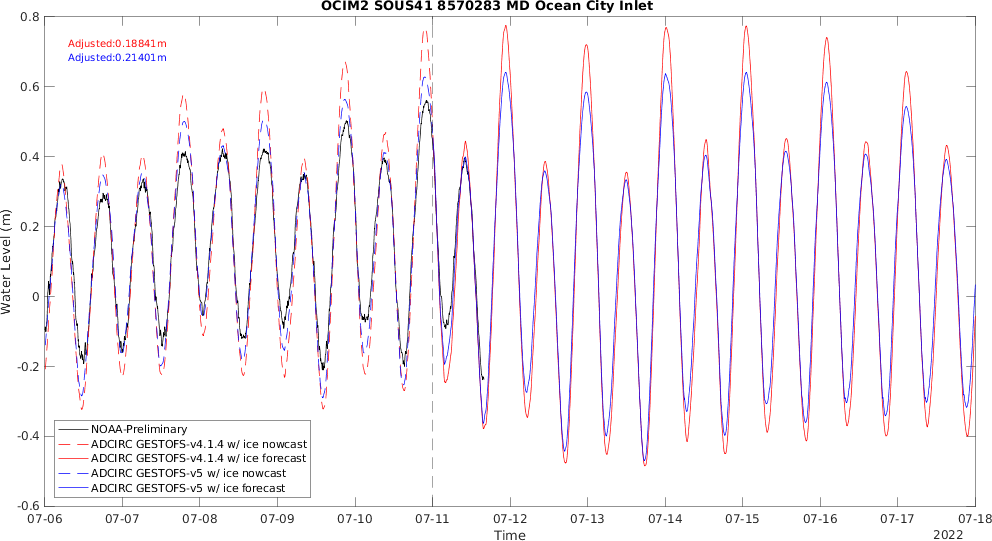 OCIM2 SOUS41 8570283 MD Ocean City Inlet
Adjusted:0.18841m
Adjusted:0.21401m
Water Level (m)
0.8
0.6
0.4
0.2
0
-0.2
-0.4
-0.6
NOAA-Preliminary
ADCIRC GESTOFS-v4.1.4 w/ ice nowcast
ADCIRC GESTOFS-v4.1.4 w/ ice forecast
ADCIRC GESTOFS-v5 w/ ice nowcast
ADCIRC GESTOFS-v5 w/ ice forecast
07-06 07-07 07-08 07-09 07-10 07-11 07-12 07-13 07-14 07-15 07-16 07-17 07-18
Time
2022